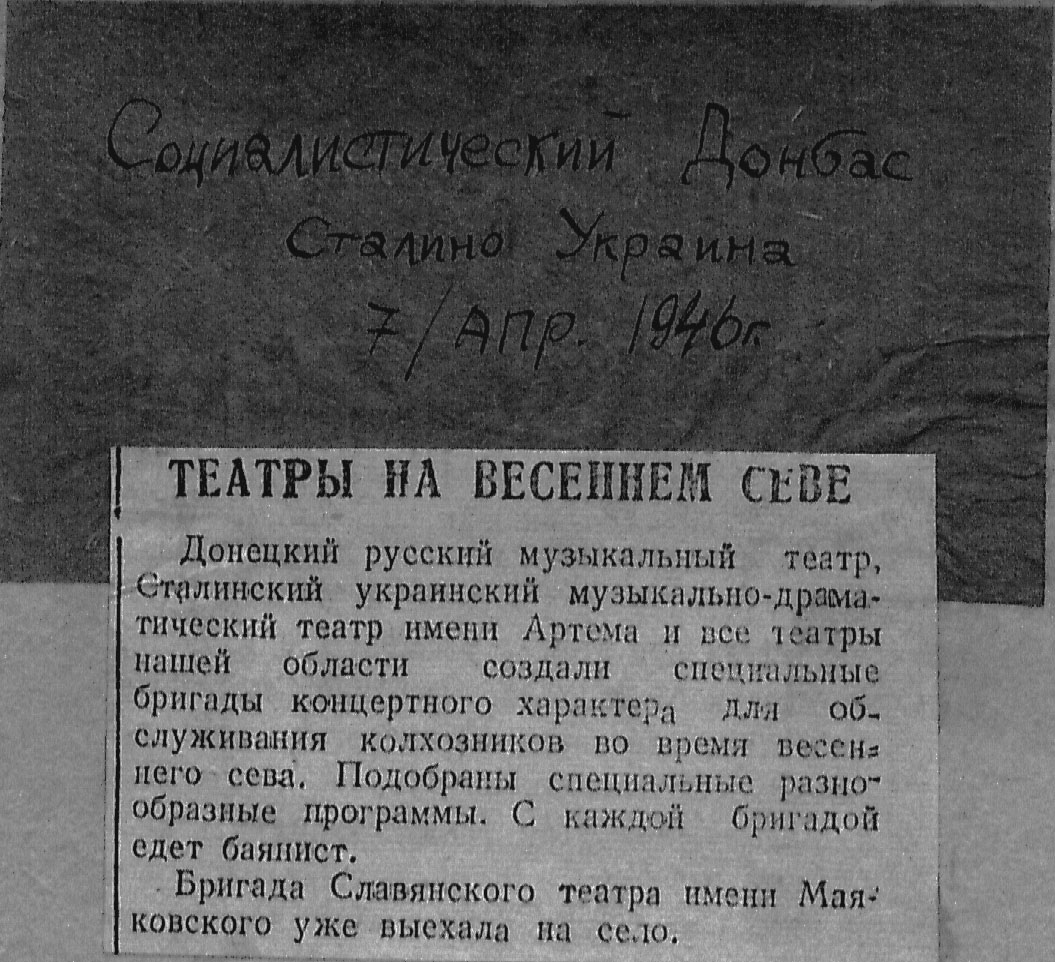 Социалистический Донбас
Сталино Украина
7/АПР. 1946г.
ТЕАТРЫ НА ВЕСЕННЕМ СЕВЕ
Донецкий русский музыкальный театр,
Сталинский украинский музыкально-драма-
тический театр имени Артема и все театры
нашей области создали специальные
бригады концертного характера для об-
служивания колхозников во время весен-
него сева. Подобраны специальные разно-
образные программы. С каждой бригадой
едет баянист.
Бригада Славянского театра имени Мая-
ковского уже выехала на село.